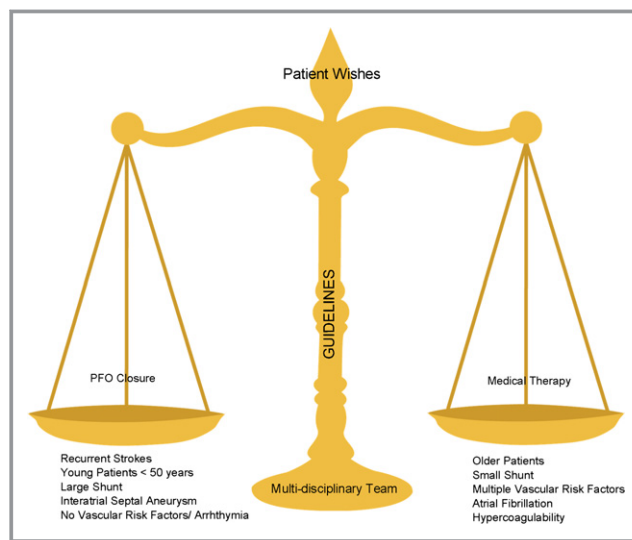 Patient Wishes
GUIDELINES
PFO Closure
Medical Therapy
Recurrent Strokes
Young Patients < 50 years
Large Shunt
Interatrial Septal Aneurysm
No Vascular Risk Factors/ Arrhthymia
Multi-disciplinary Team
Older Patients
Small Shunt
Multiple Vascular Risk Factors
Atrial Fibrillation
Hypercoagulability